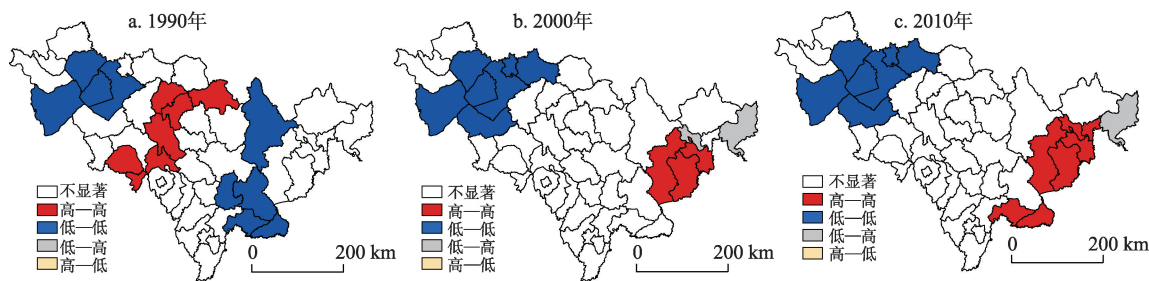 a. 1990年
不显著
高—高
低—低
低—高
高—低
0
200 km
b. 2000年
不显著
高—高
低—低
低—高
高—低
0
200 km
c. 2010年
不显著
高—高
低—低
低—高
高—低
0
200 km